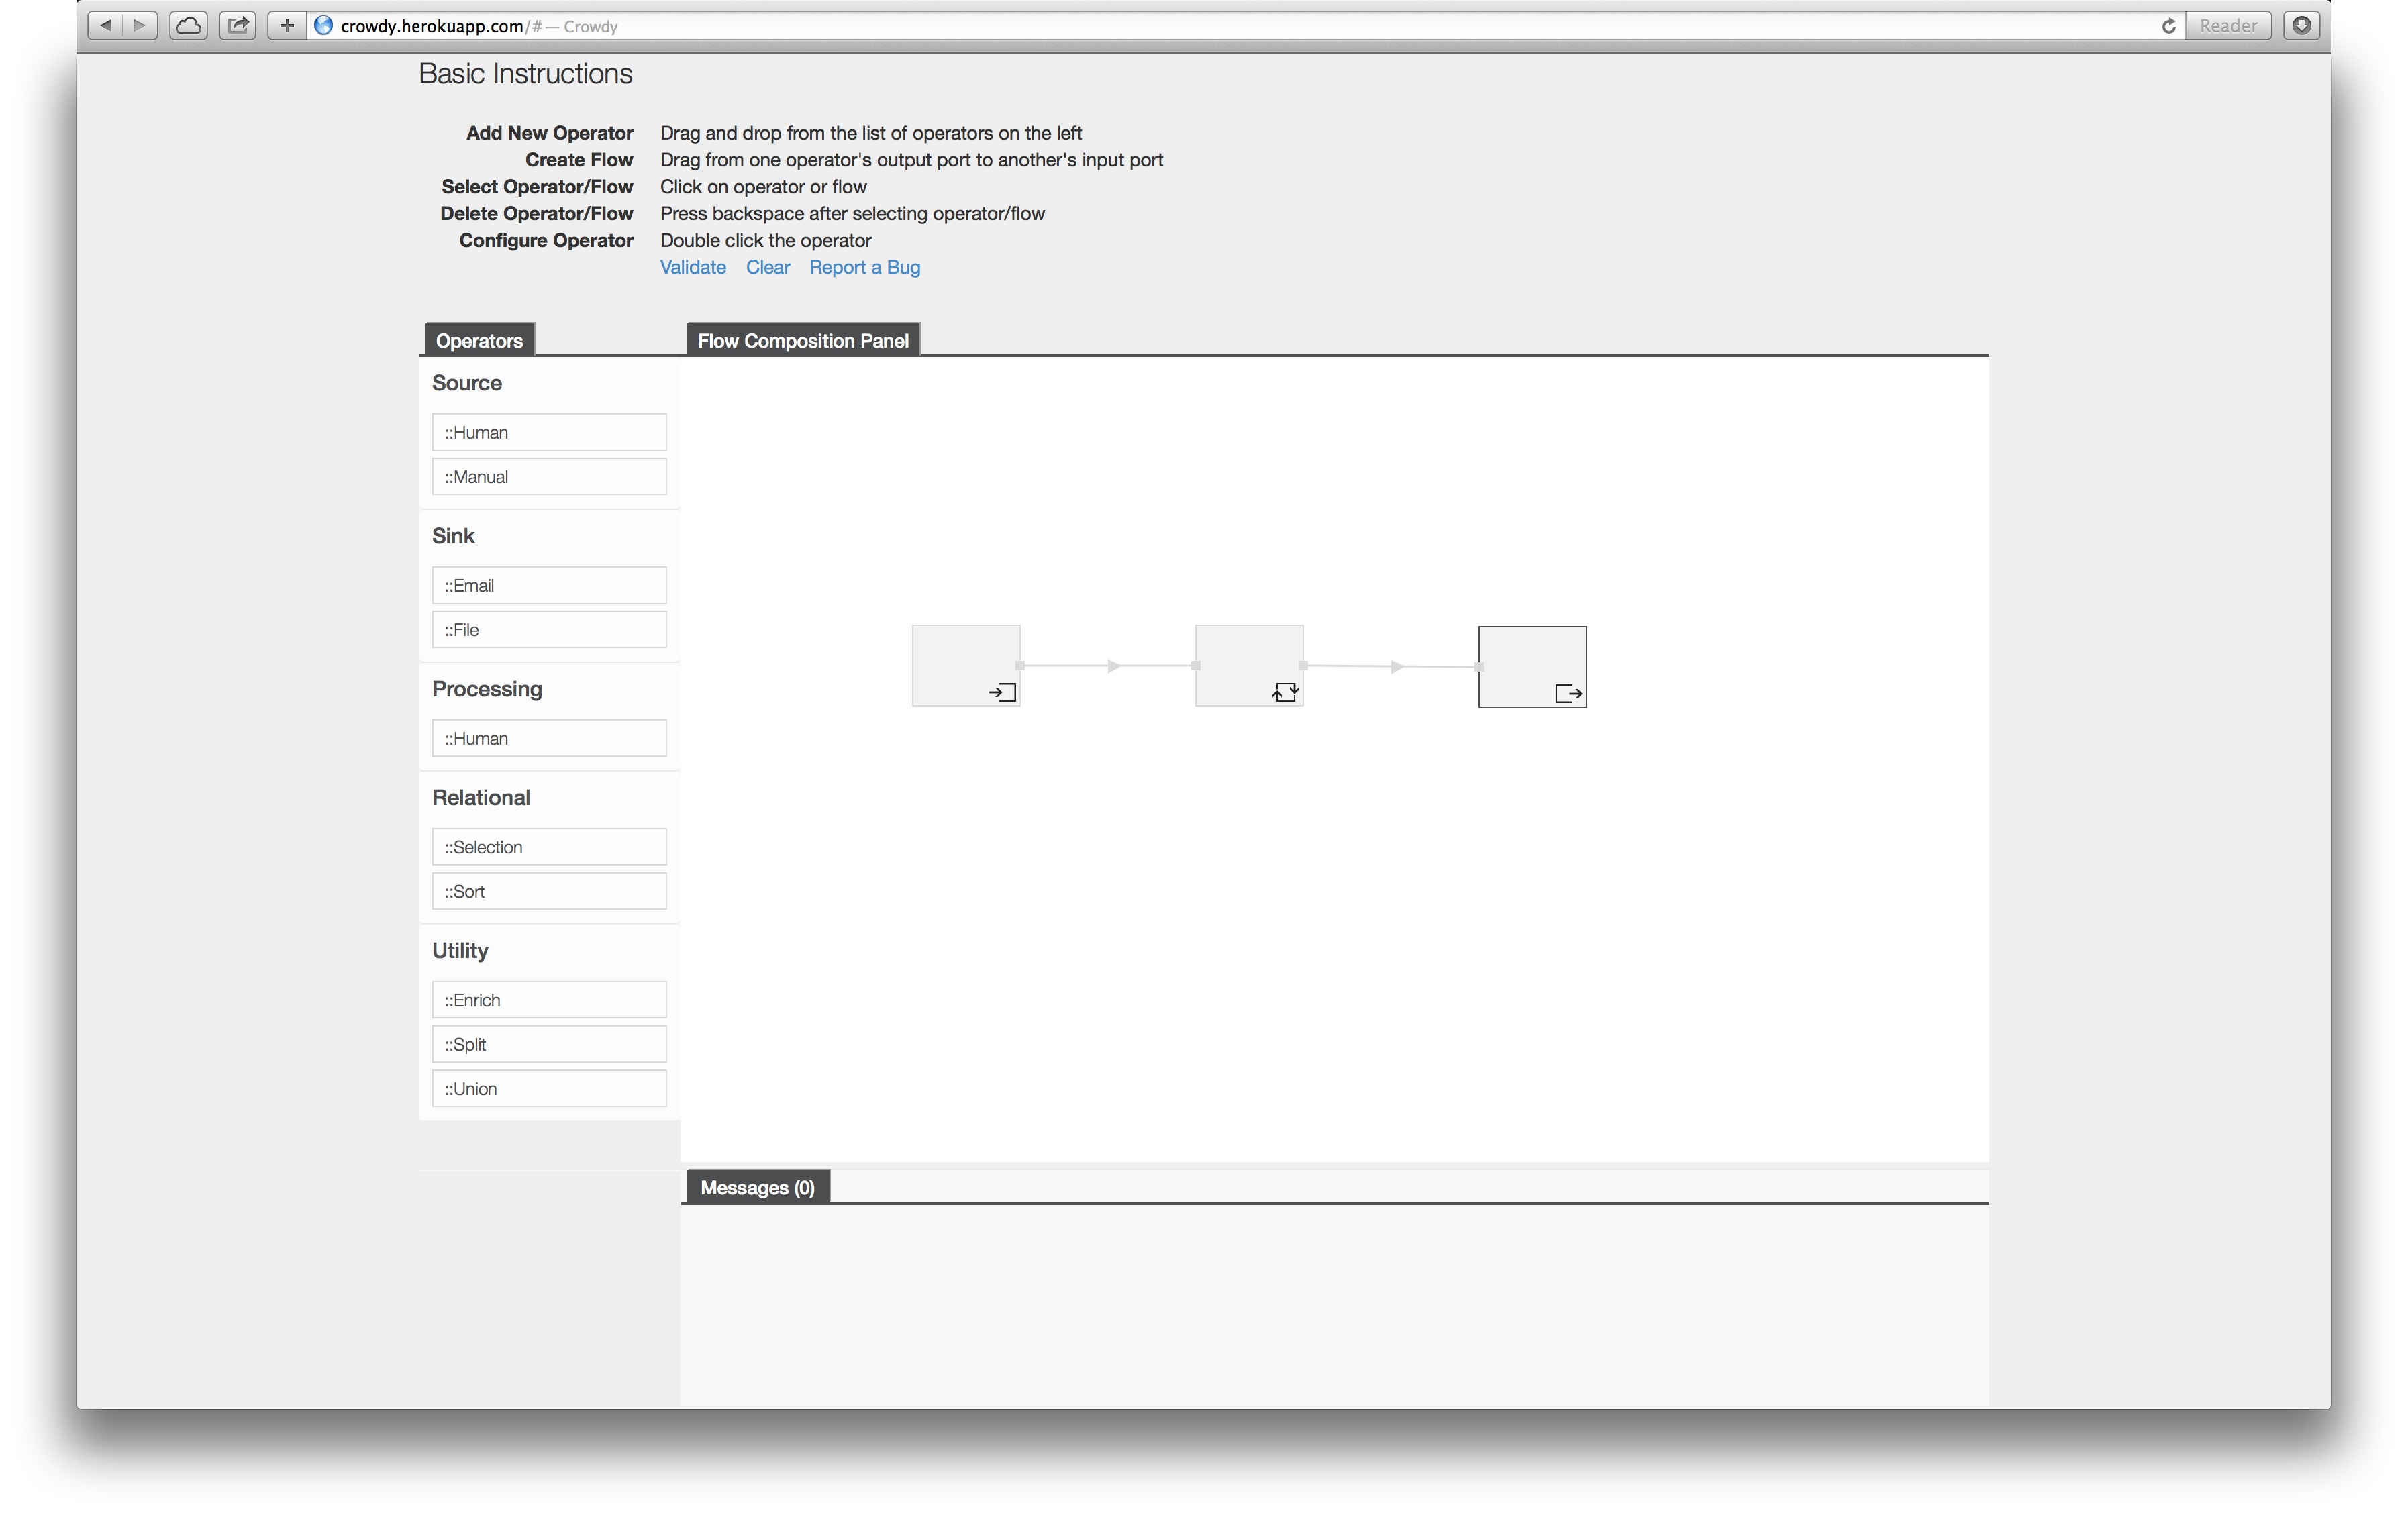 crowdy.herokuapp.com/# — Crowdy
Reader
Basic Instructions
Add New Operator Drag and drop from the list of operators on the left
Create Flow Drag from one operator's output port to another's input port
Select Operator/Flow Click on operator or flow
Delete Operator/Flow Press backspace after selecting operator/flow
Configure Operator Double click the operator
Validate Clear Report a Bug
Operators
Flow Composition Panel
Source
::Human
::Manual
Sink
::Email
::File
Processing
::Human
Relational
::Selection
::Sort
Utility
::Enrich
::Split
::Union
Messages (0)